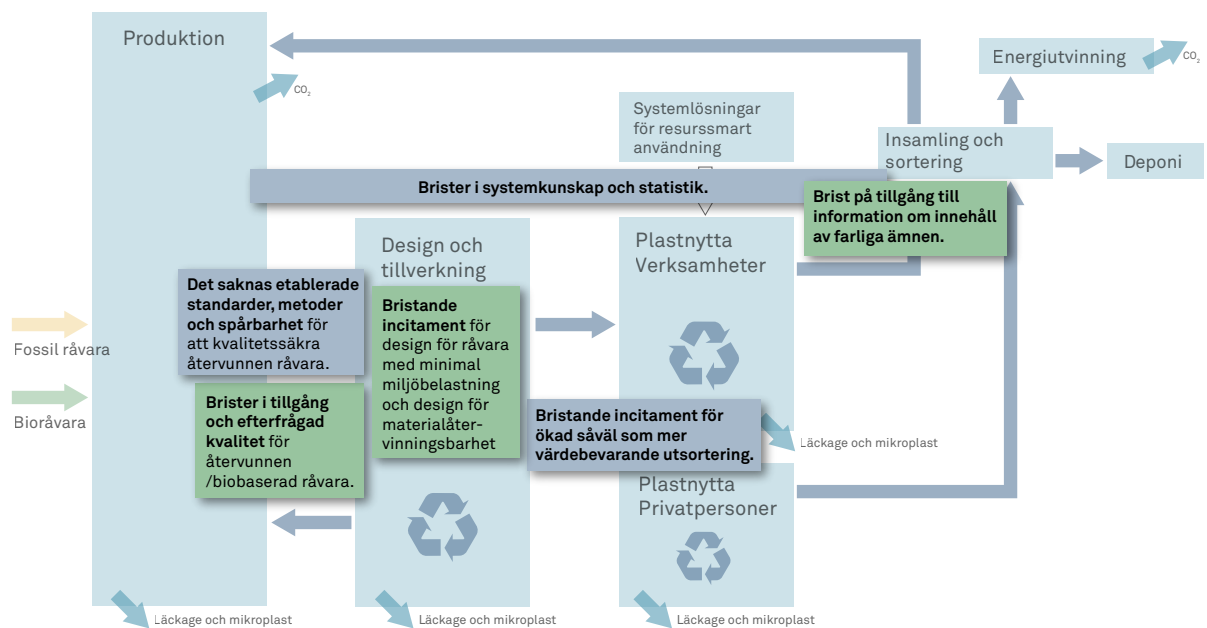 Produktion
CO2
Energiutvinning
CO2
Systemlösningar
för resurssmart
användning
Insamling och
sortering
Deponi
Brister i systemkunskap och statistik.
Brist på tillgång till
information om innehåll
av farliga ämnen.
Design och
tillverkning
Plastnytta
Verksamheter
Det saknas etablerade
standarder, metoder
och spårbarhet för
att kvalitetssäkra
återvunnen råvara.
Bristande
incitament för
design för råvara
med minimal
miljöbelastning
och design för
materialåter-
vinningsbarhet
Fossil råvara
Bioråvara
Brister i tillgång
och efterfrågad
kvalitet för
återvunnen
/biobaserad råvara.
Bristande incitament för
ökad såväl som mer
värdebevarande utsortering.
Läckage och mikroplast
Plastnytta
Privatpersoner
Läckage och mikroplast
Läckage och mikroplast
Läckage och mikroplast